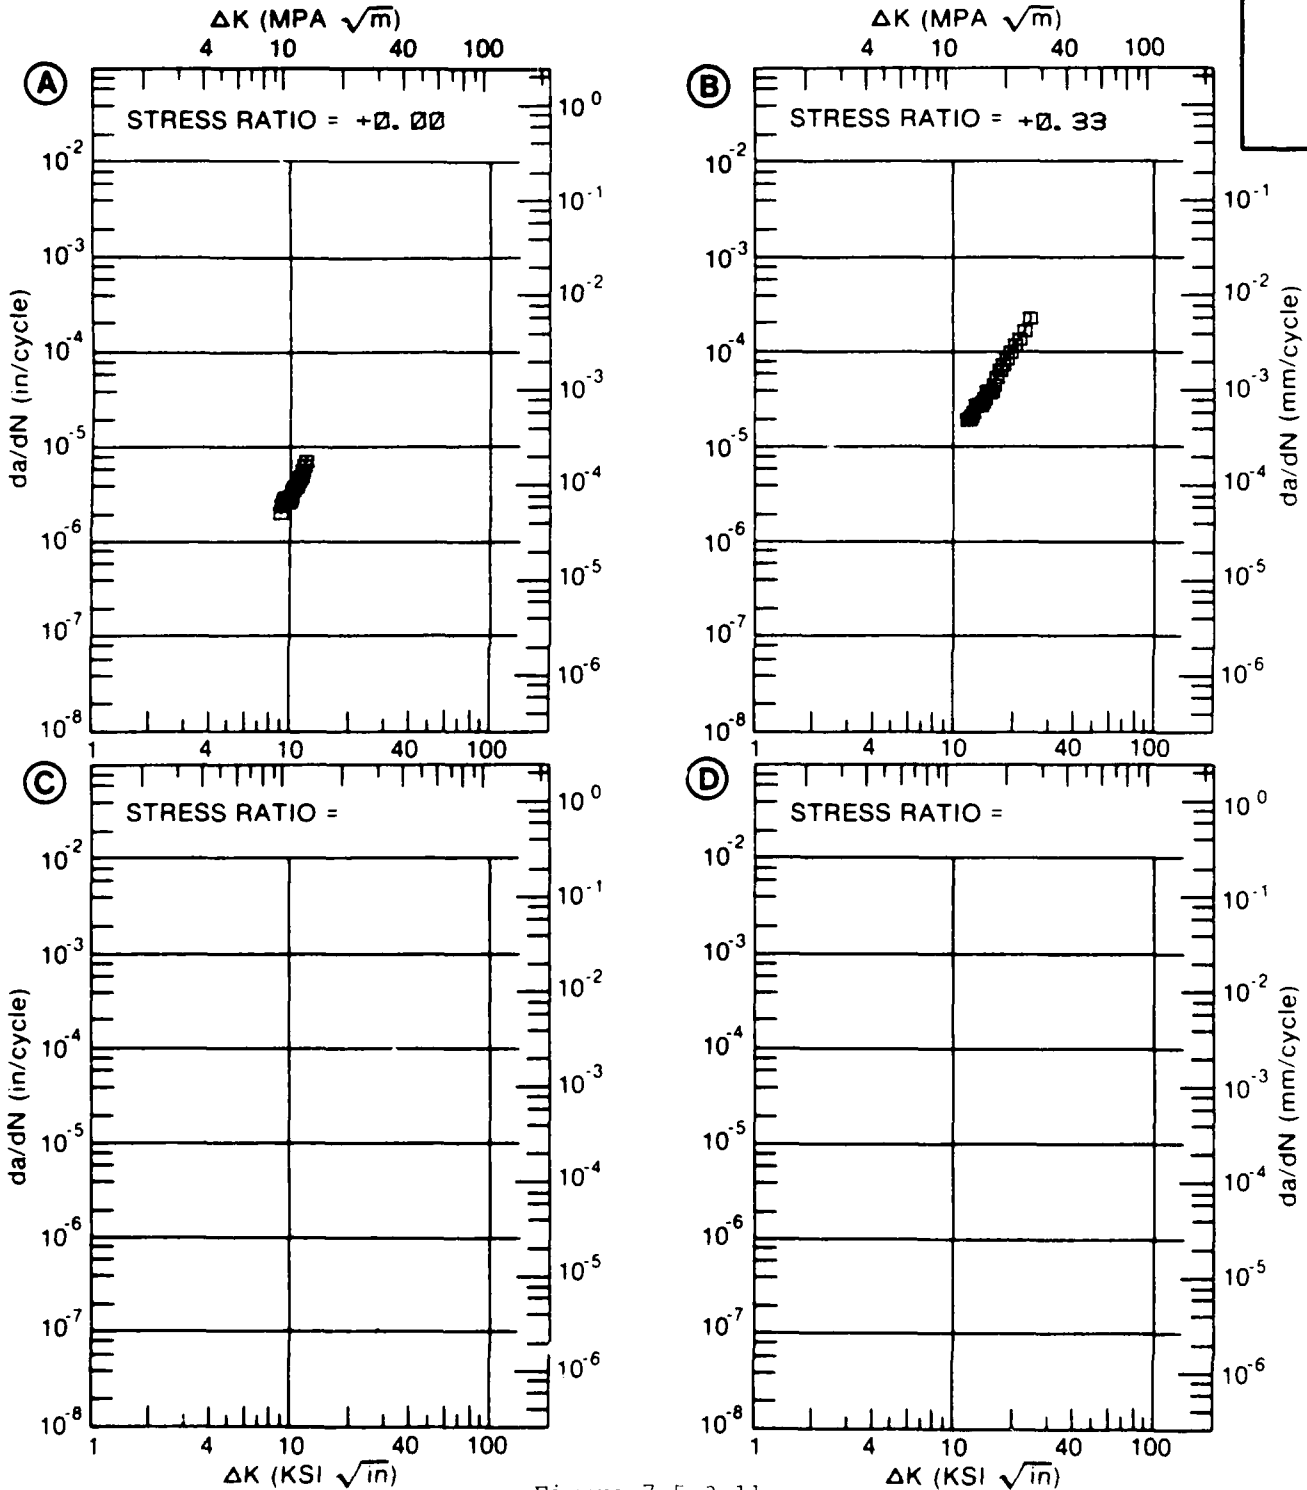 ΔK (MPA √m)
4 10 40 100
ΔK (MPA √m)
4 10 40 100
A
STRESS RATIO = +0.00
10^-2
10^-3
10^-4
10^-5
10^-6
10^-7
10^-8
da/dN (in/cycle)
10^0
10^-1
10^-2
10^-3
10^-4
10^-5
10^-6
1 4 10 40 100
B
STRESS RATIO = +0.33
10^-2
10^-3
10^-4
10^-5
10^-6
10^-7
10^-8
10^-1
10^-2
10^-3
10^-4
10^-5
10^-6
da/dN (mm/cycle)
1 4 10 40 100
C
STRESS RATIO =
10^-2
10^-3
10^-4
10^-5
10^-6
10^-7
10^-8
da/dN (in/cycle)
10^0
10^-1
10^-2
10^-3
10^-4
10^-5
10^-6
1 4 10 40 100
ΔK (KSI √in)
D
STRESS RATIO =
10^-2
10^-3
10^-4
10^-5
10^-6
10^-7
10^-8
10^0
10^-1
10^-2
10^-3
10^-4
10^-5
10^-6
da/dN (mm/cycle)
1 4 10 40 100
ΔK (KSI √in)